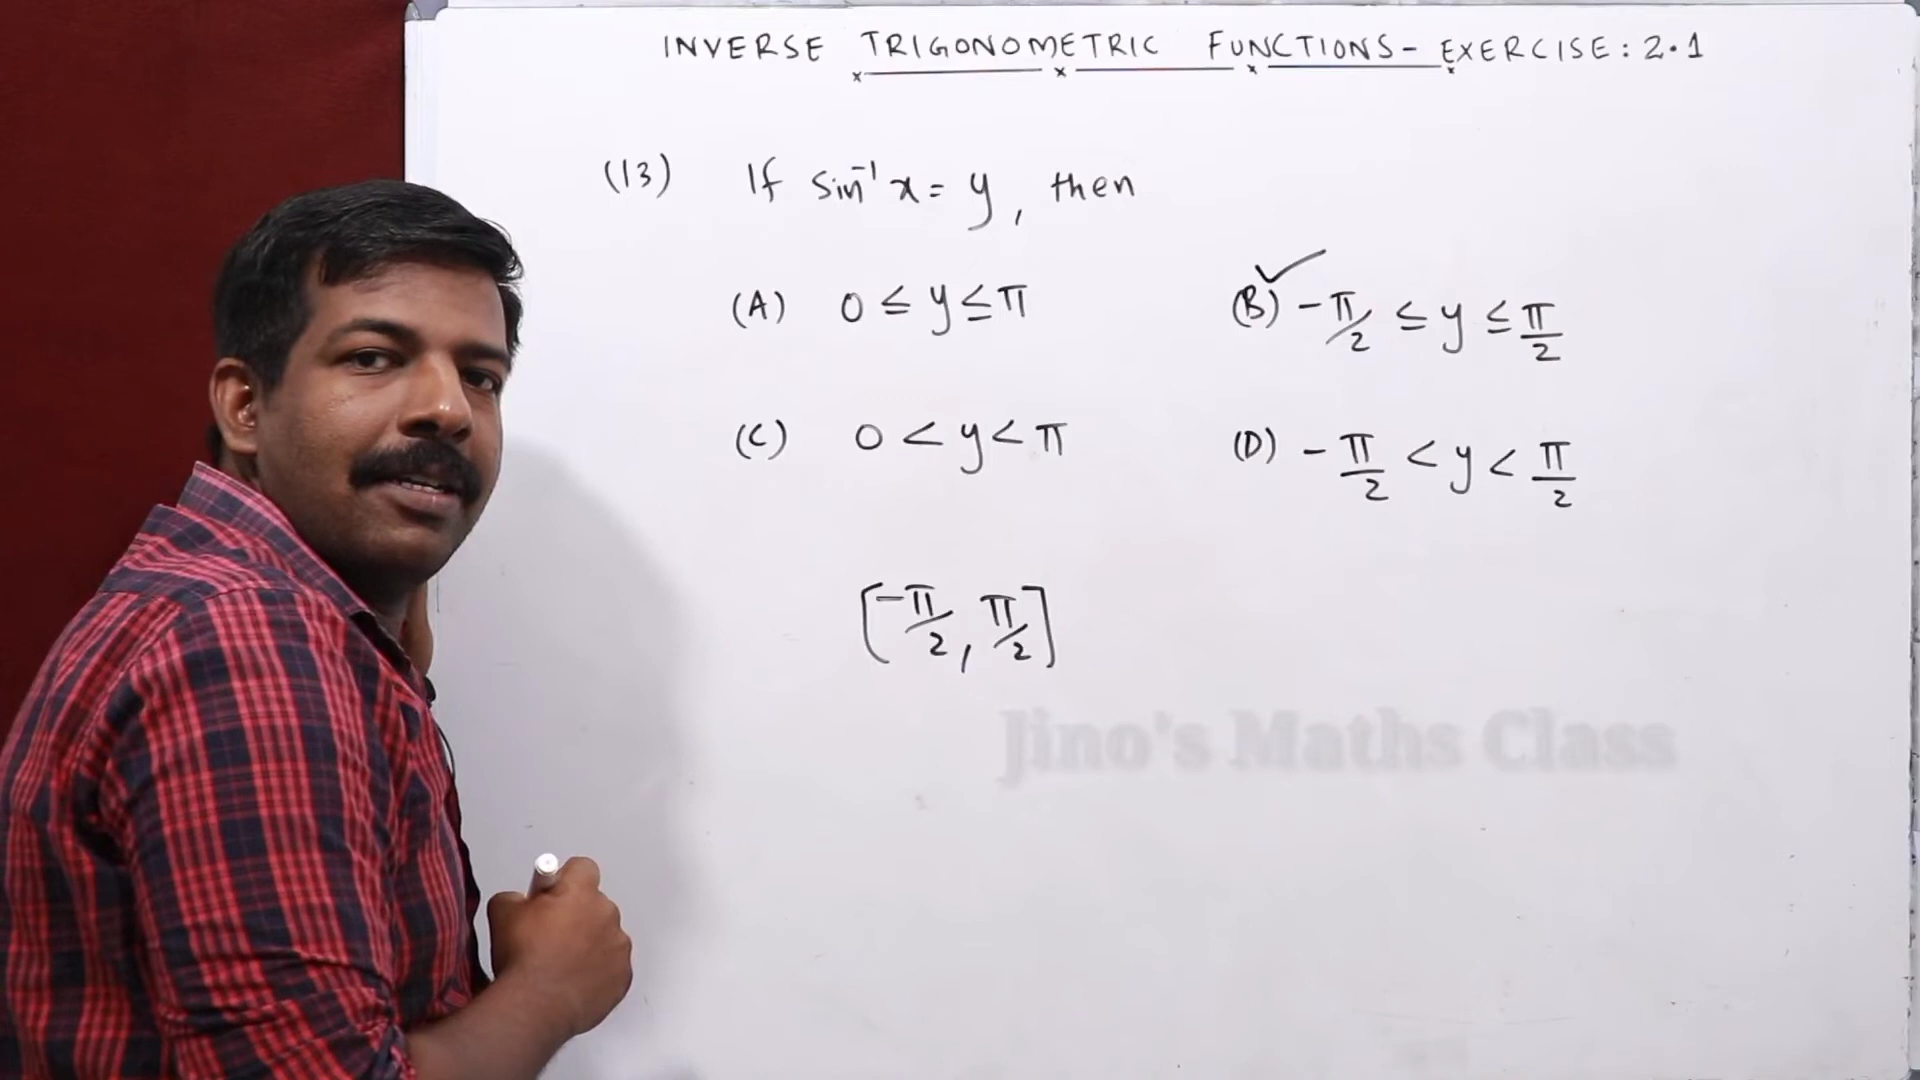 INVERSE TRIGONOMETRIC FUNCTIONS - EXERCISE: 2.1
(13) If sin⁻¹x = y, then
(A) 0 ≤ y ≤ π (B) -π/2 ≤ y ≤ π/2
(C) 0 < y < π (D) -π/2 < y < π/2
[-π/2, π/2]
Jino's Maths Class